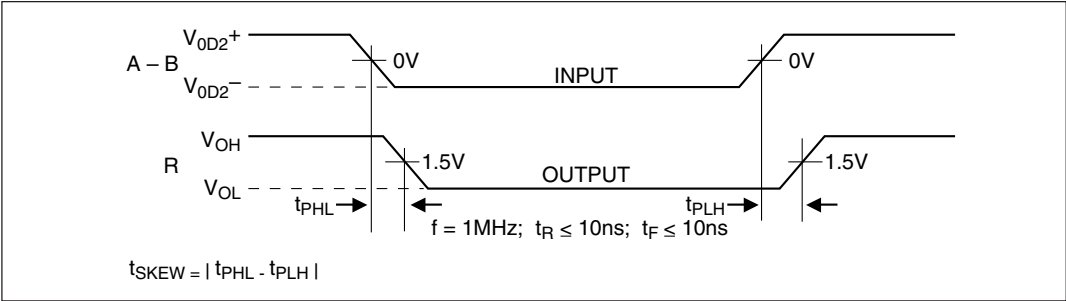 V0D2+
A – B
0V
0V
V0D2–
INPUT
VOH
R
1.5V
1.5V
VOL
OUTPUT
tPHL
tPLH
f = 1MHz; tR ≤ 10ns; tF ≤ 10ns
tSKEW = | tPHL - tPLH |